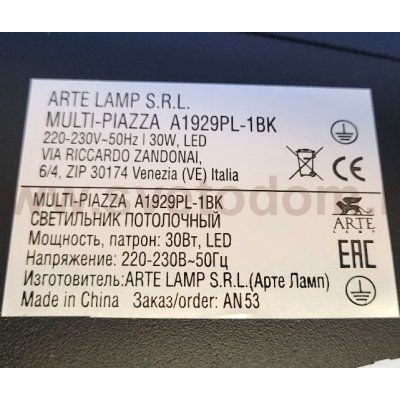 ARTE LAMP S.R.L.
MULTI-PIAZZA A1929PL-1BK
220-230V~50Hz | 30W, LED
VIA RICCARDO ZANDONAI,
6/4, ZIP 30174 Venezia (VE) Italia
CE
MULTI-PIAZZA A1929PL-1BK
СВЕТИЛЬНИК ПОТОЛОЧНЫЙ
Мощность, патрон: 30Вт, LED
Напряжение: 220-230В~50Гц
Изготовитель: ARTE LAMP S.R.L.(Арте Ламп)
Made in China Заказ/order: AN53
ARTE
LAMP
EAC